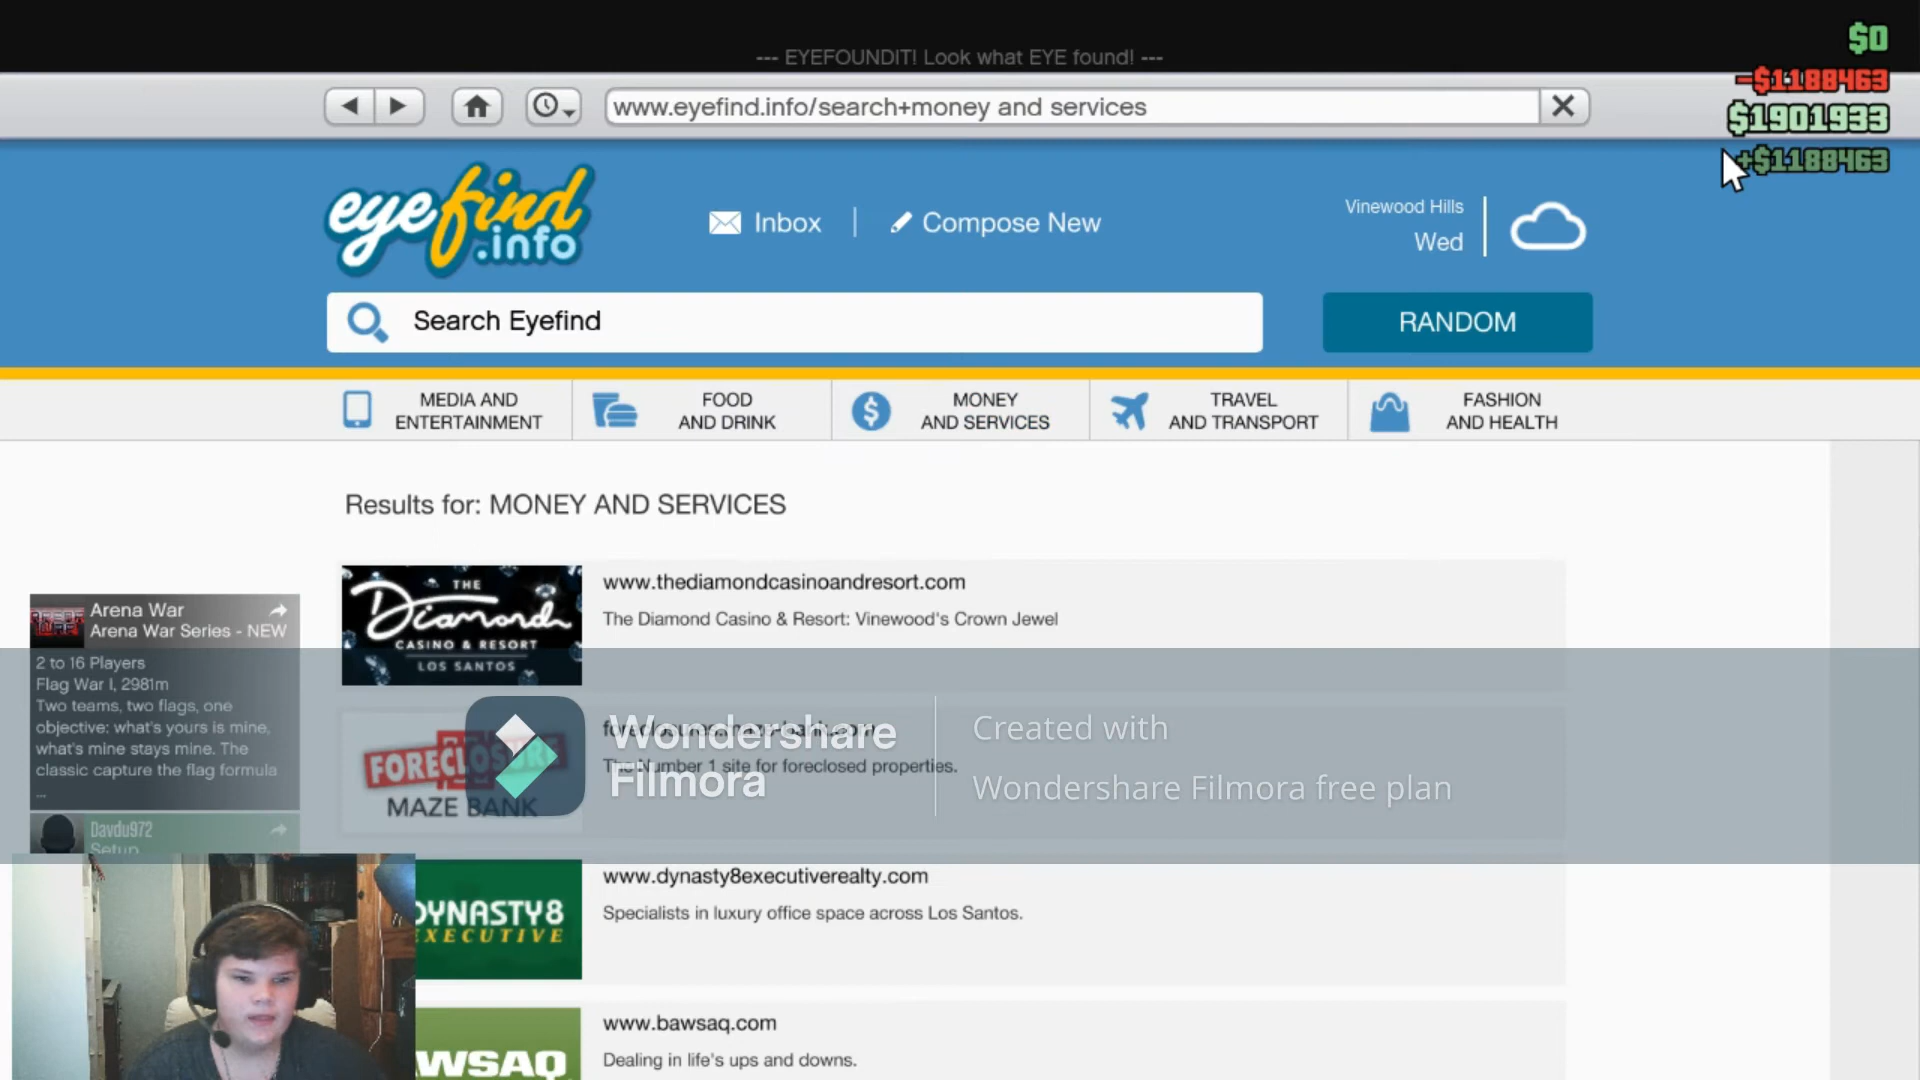 $0
--- EYEFOUNDIT! Look what EYE found! ---
-$1188463
www.eyefind.info/search+money and services
$1901933
+$1188463
eyefind
.info
Inbox
Compose New
Vinewood Hills
Wed
Search Eyefind
RANDOM
MEDIA AND
ENTERTAINMENT
FOOD
AND DRINK
MONEY
AND SERVICES
TRAVEL
AND TRANSPORT
FASHION
AND HEALTH
Results for: MONEY AND SERVICES
THE
Diamond
CASINO & RESORT
LOS SANTOS
www.thediamondcasinoandresort.com
The Diamond Casino & Resort: Vinewood's Crown Jewel
Arena War
Arena War Series - NEW
2 to 16 Players
Flag War I, 2981m
Two teams, two flags, one
objective: what's yours is mine,
what's mine stays mine. The
classic capture the flag formula
...
FORECLOSURES
MAZE BANK
foreclosures.maze-bank.com
The Number 1 site for foreclosed properties.
Wondershare
Filmora
Created with
Wondershare Filmora free plan
Davdu972
Setup
DYNASTY8
EXECUTIVE
www.dynasty8executiverealty.com
Specialists in luxury office space across Los Santos.
WSAQ
www.bawsaq.com
Dealing in life's ups and downs.